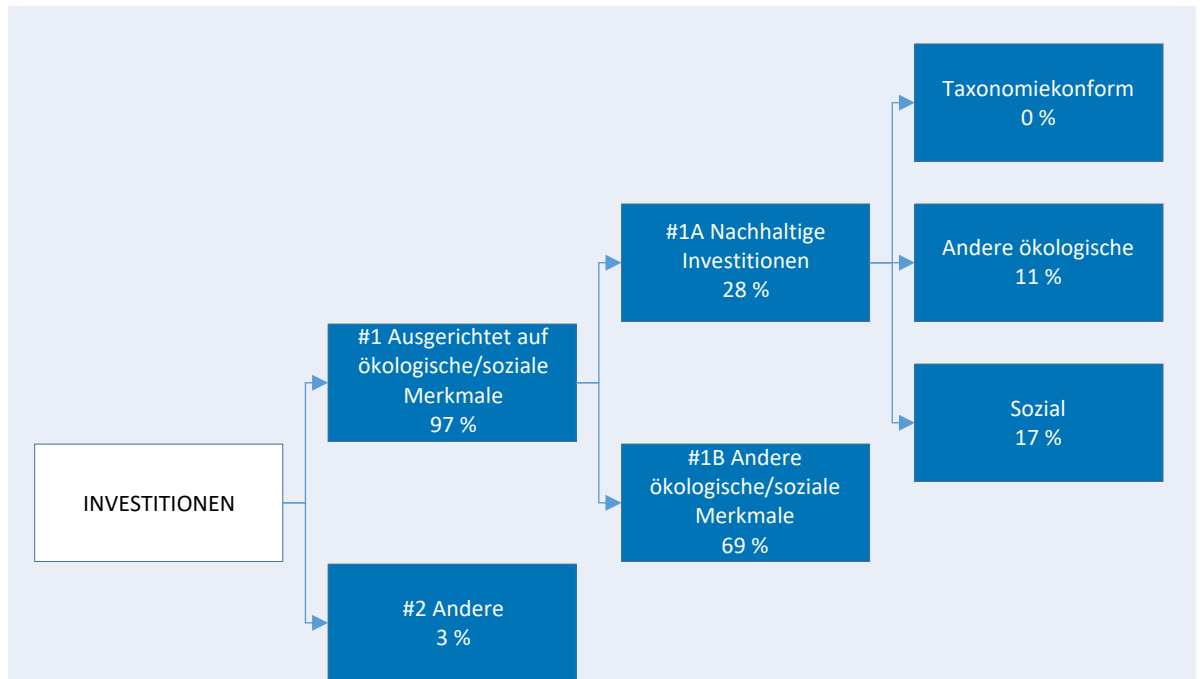 INVESTITIONEN
#1 Ausgerichtet auf
ökologische/soziale
Merkmale
97 %
#2 Andere
3 %
#1A Nachhaltige
Investitionen
28 %
#1B Andere
ökologische/soziale
Merkmale
69 %
Taxonomiekonform
0 %
Andere ökologische
11 %
Sozial
17 %